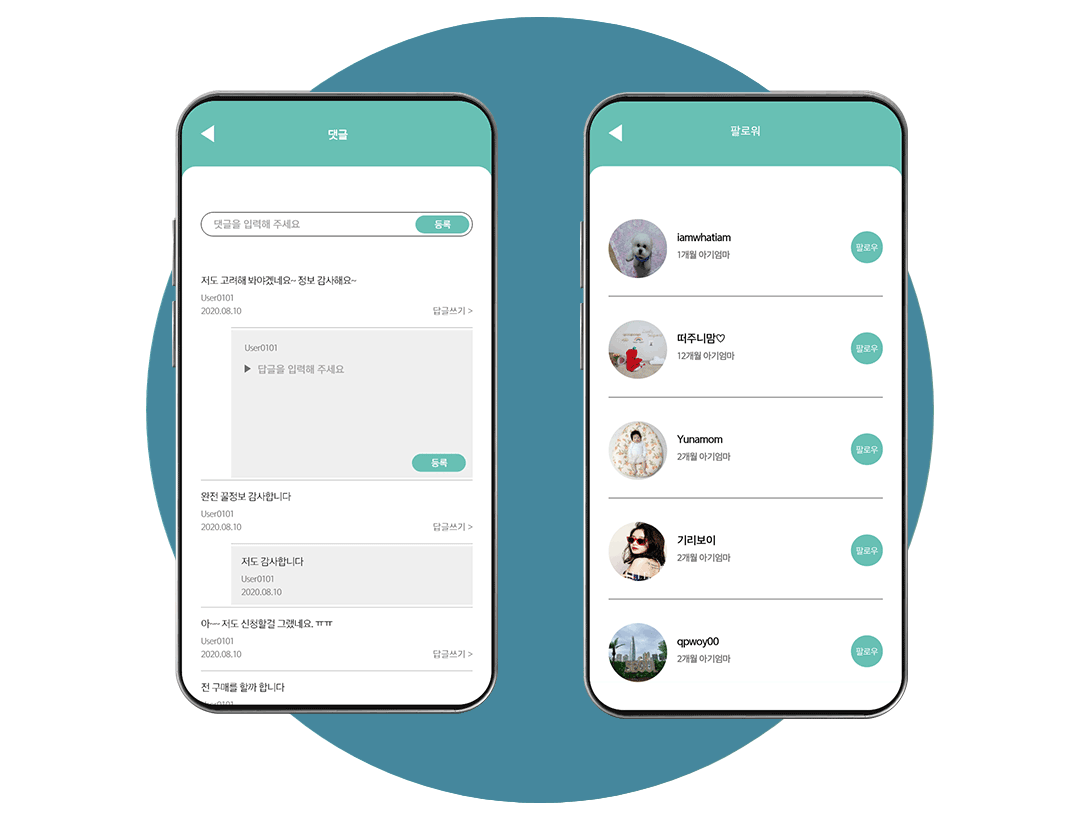 댓글
댓글을 입력해 주세요
등록
저도 고려해 봐야겠네요~ 정보 감사해요~
User0101
2020.08.10
답글쓰기 >
User0101
▶ 답글을 입력해 주세요
등록
완전 꿀정보 감사합니다
User0101
2020.08.10
답글쓰기 >
저도 감사합니다
User0101
2020.08.10
아~~ 저도 신청할걸 그랬네요. ㅠㅠ
User0101
2020.08.10
답글쓰기 >
전 구매를 할까 합니다
User0101
팔로워
iamwhatiam
1개월 아기엄마
팔로우
떠주니맘♡
12개월 아기엄마
팔로우
Yunamom
2개월 아기엄마
팔로우
기리보이
2개월 아기엄마
팔로우
qpwoy00
2개월 아기엄마
팔로우